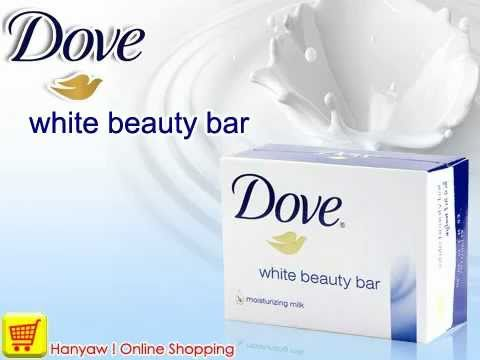 Dove
white beauty bar
Dove®
white beauty bar
moisturizing milk
Hanyaw | Online Shopping